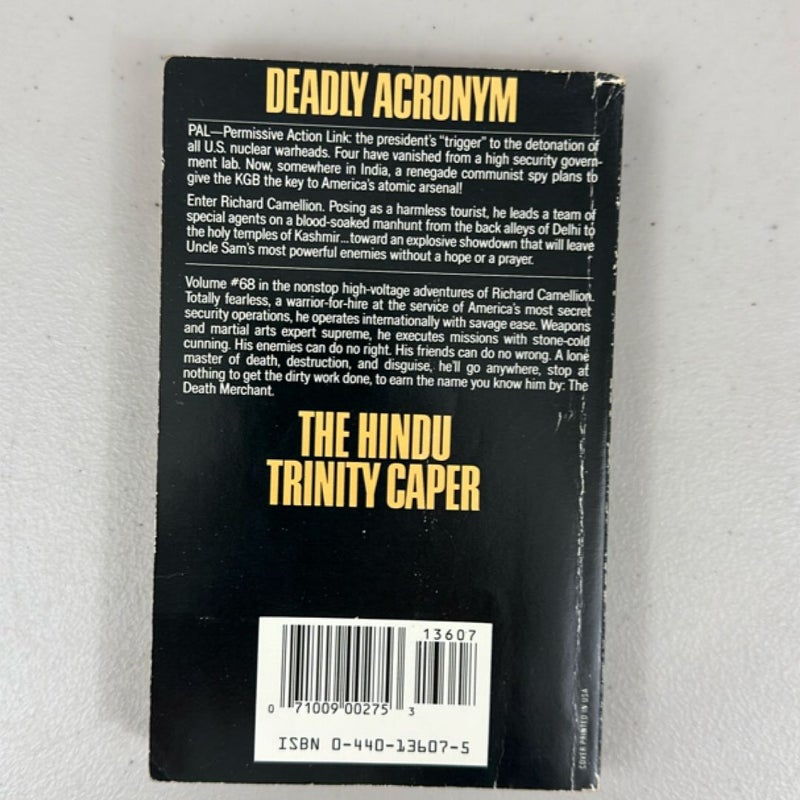 DEADLY ACRONYM
PAL—Permissive Action Link: the president's "trigger" to the detonation of
all U.S. nuclear warheads. Four have vanished from a high security govern-
ment lab. Now, somewhere in India, a renegade communist spy plans to
give the KGB the key to America's atomic arsenal!
Enter Richard Camellion. Posing as a harmless tourist, he leads a team of
special agents on a blood-soaked manhunt from the back alleys of Delhi to
the holy temples of Kashmir...toward an explosive showdown that will leave
Uncle Sam's most powerful enemies without a hope or a prayer.
Volume #68 in the nonstop high-voltage adventures of Richard Camellion.
Totally fearless, a warrior-for-hire at the service of America's most secret
security operations, he operates internationally with savage ease. Weapons
and martial arts expert supreme, he executes missions with stone-cold
cunning. His enemies can do no right. His friends can do no wrong. A lone
master of death, destruction, and disguise, he'll go anywhere, stop at
nothing to get the dirty work done, to earn the name you know him by: The
Death Merchant.
THE HINDU
TRINITY CAPER
13607
0 71009 00275 3
ISBN 0-440-13607-5
COVER PRINTED IN USA